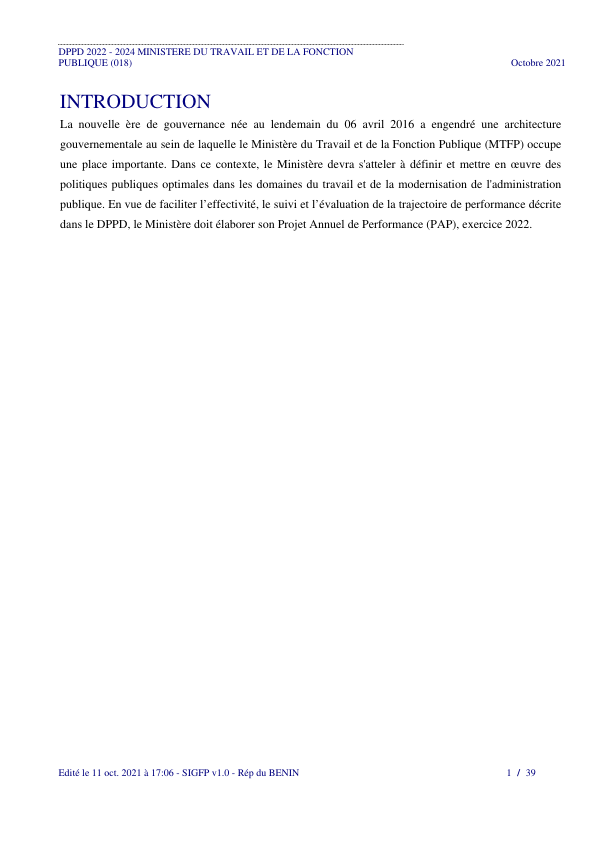 DPPD 2022 - 2024 MINISTERE DU TRAVAIL ET DE LA FONCTION
PUBLIQUE (018) Octobre 2021
INTRODUCTION
La nouvelle ère de gouvernance née au lendemain du 06 avril 2016 a engendré une architecture
gouvernementale au sein de laquelle le Ministère du Travail et de la Fonction Publique (MTFP) occupe
une place importante. Dans ce contexte, le Ministère devra s'atteler à définir et mettre en œuvre des
politiques publiques optimales dans les domaines du travail et de la modernisation de l'administration
publique. En vue de faciliter l’effectivité, le suivi et l’évaluation de la trajectoire de performance décrite
dans le DPPD, le Ministère doit élaborer son Projet Annuel de Performance (PAP), exercice 2022.
Edité le 11 oct. 2021 à 17:06 - SIGFP v1.0 - Rép du BENIN 1 / 39